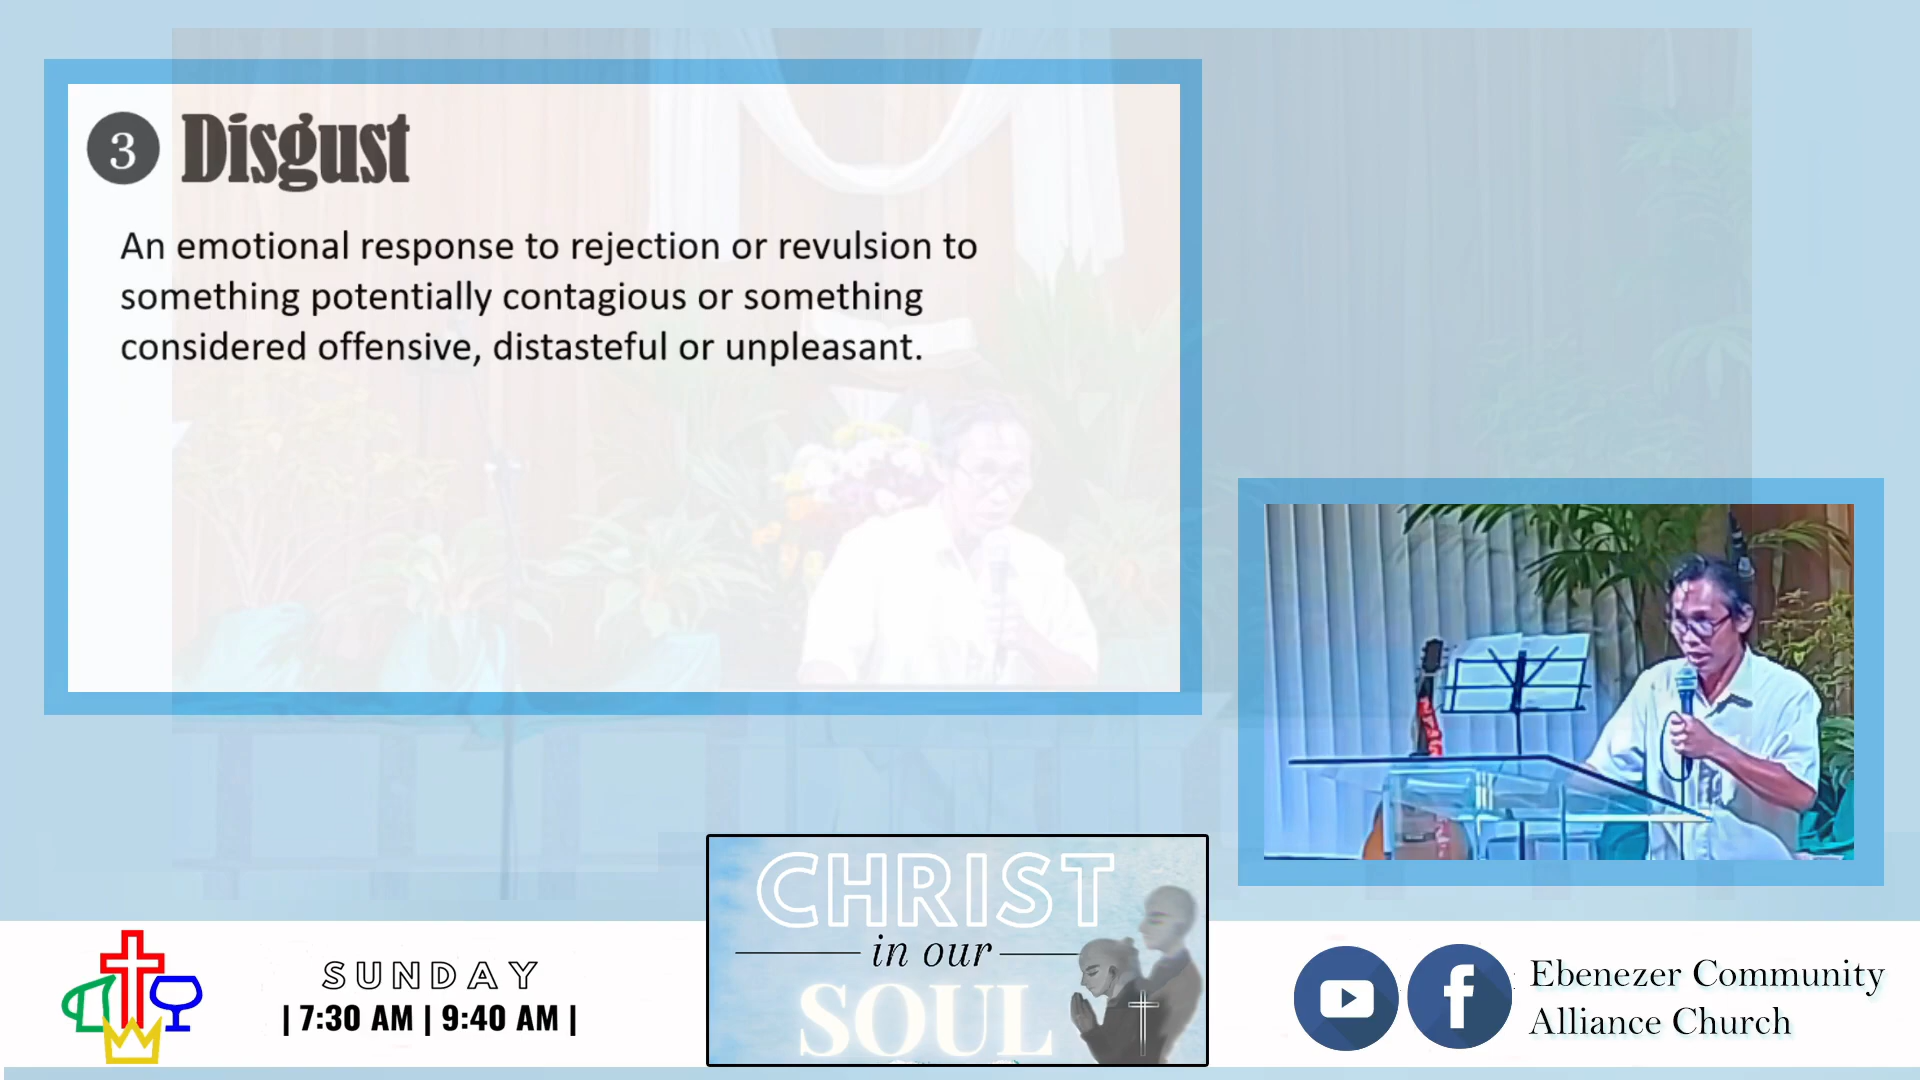 3 Disgust
An emotional response to rejection or revulsion to
something potentially contagious or something
considered offensive, distasteful or unpleasant.
CHRIST
in our
SOUL
SUNDAY
| 7:30 AM | 9:40 AM |
Ebenezer Community
Alliance Church